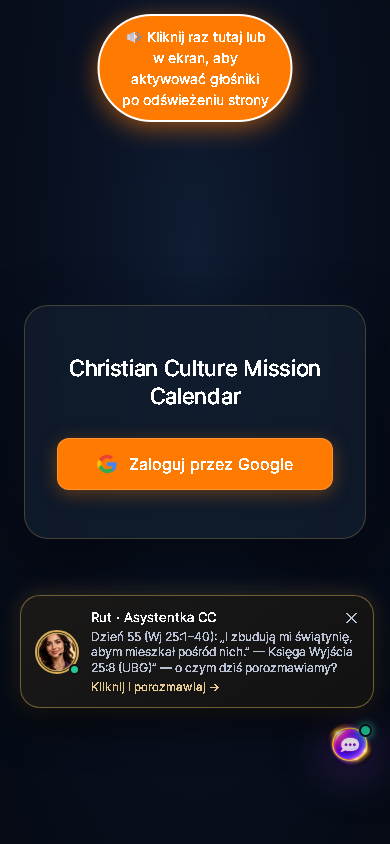 Kliknij raz tutaj lub
w ekran, aby
aktywować głośniki
po odświeżeniu strony
Christian Culture Mission
Calendar
Zaloguj przez Google
Rut · Asystentka CC
Dzień 55 (Wj 25:1–40): „I zbudują mi świątynię,
abym mieszkał pośród nich.” — Księga Wyjścia
25:8 (UBG)” — o czym dziś porozmawiamy?
Kliknij i porozmawiaj →